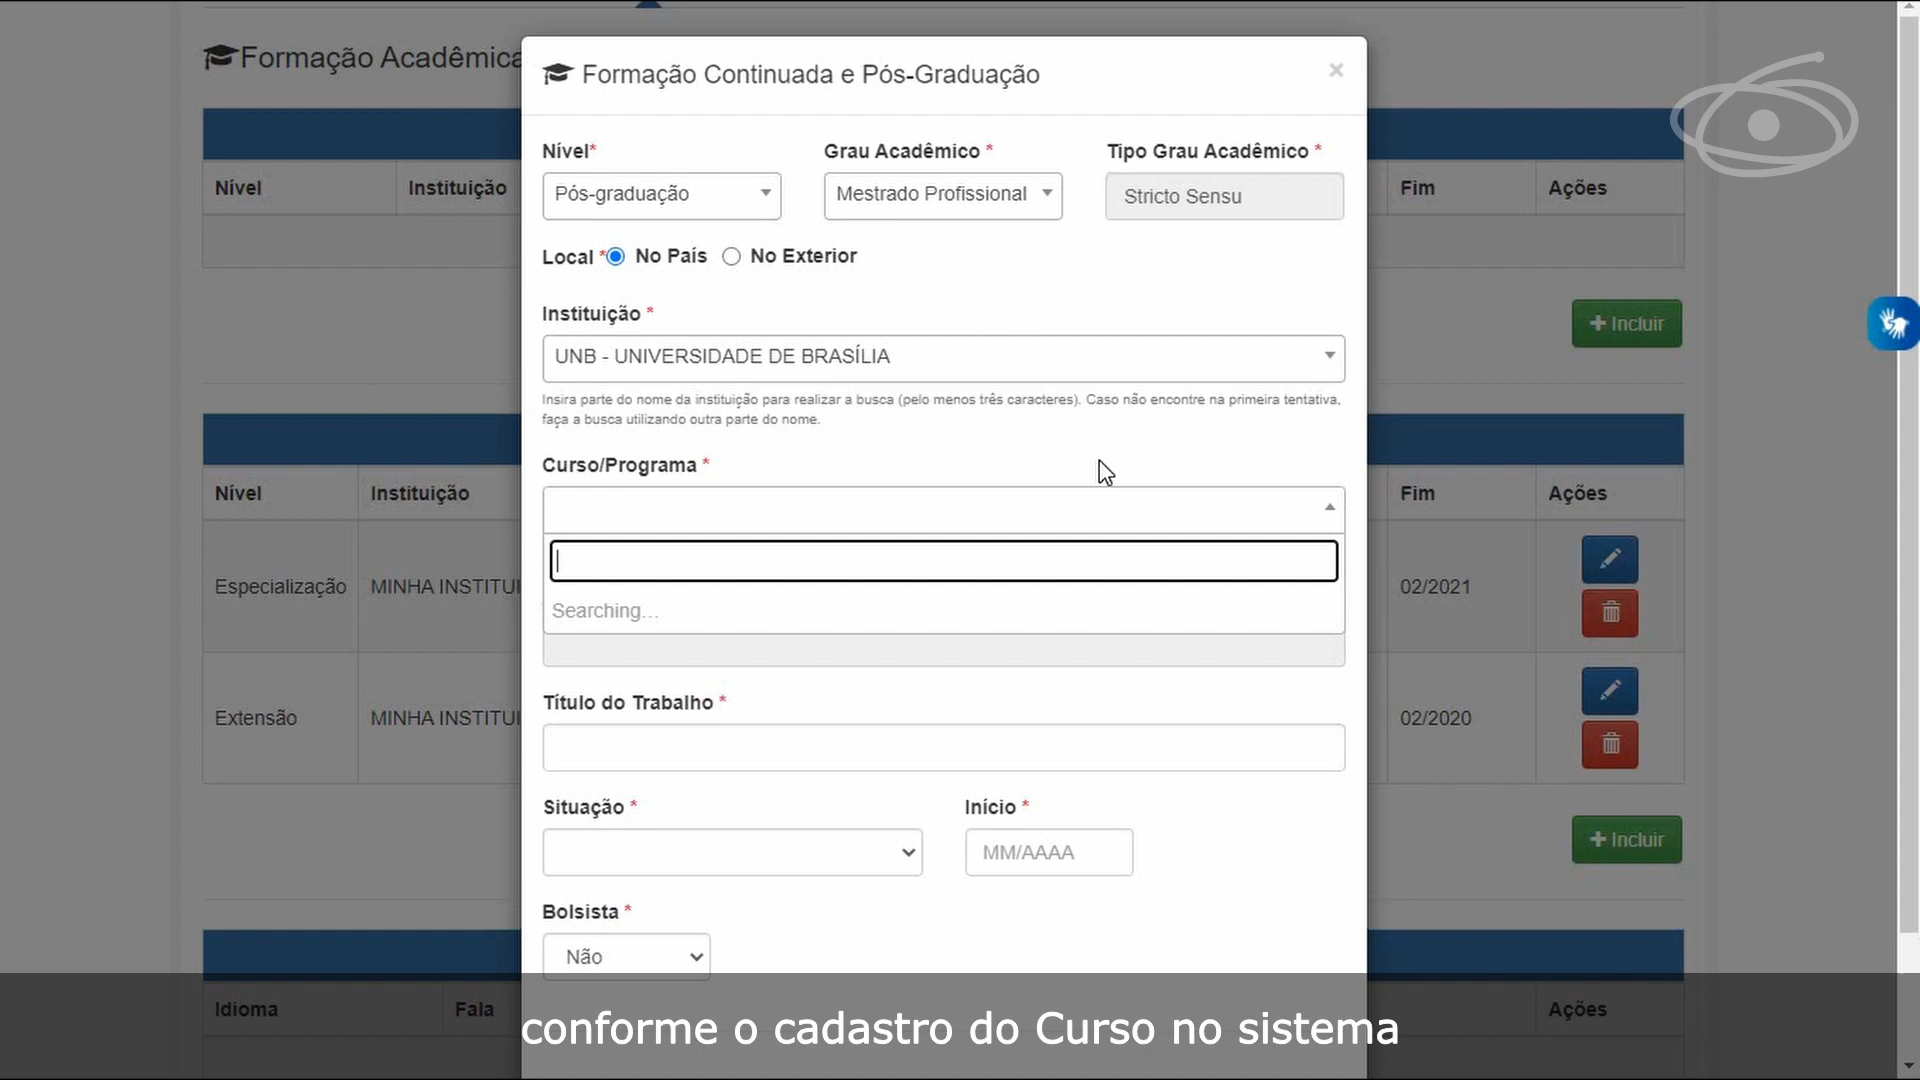 Formação Acadêmica
Formação Continuada e Pós-Graduação
×
Nível* Grau Acadêmico * Tipo Grau Acadêmico *
Pós-graduação Mestrado Profissional Stricto Sensu
Nível Instituição Fim Ações
Local * No País No Exterior
Instituição *
+ Incluir
UNB - UNIVERSIDADE DE BRASÍLIA
Insira parte do nome da instituição para realizar a busca (pelo menos três caracteres). Caso não encontre na primeira tentativa,
faça a busca utilizando outra parte do nome.
Curso/Programa *
Nível Instituição Fim Ações
Searching…
Especialização MINHA INSTITUI 02/2021
Título do Trabalho *
Extensão MINHA INSTITUI 02/2020
Situação * Início *
MM/AAAA
+ Incluir
Bolsista *
Não
Idioma Fala Ações
conforme o cadastro do Curso no sistema